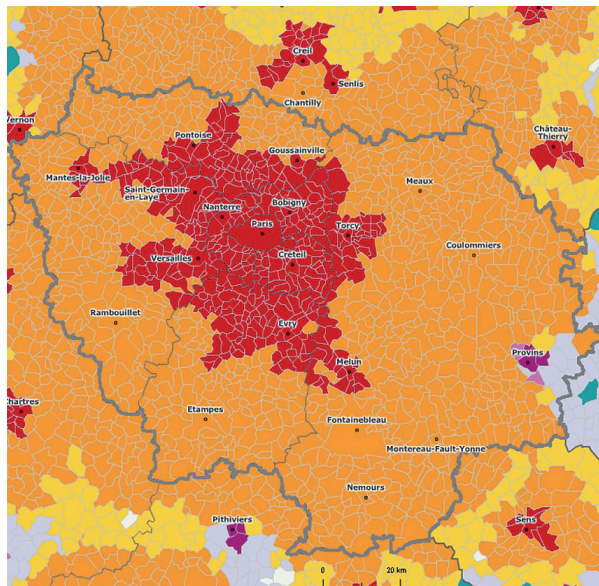 Creil
Senlis
Chantilly
Vernon
Château-
Thierry
Pontoise
Goussainville
Mantes-la-Jolie
Saint-Germain-
en-Laye
Meaux
Nanterre
Bobigny
Paris
Torcy
Coulommiers
Versailles
Créteil
Rambouillet
Evry
Provins
Melun
Chartres
Etampes
Fontainebleau
Montereau-Fault-Yonne
Nemours
Pithiviers
Sens
0 20 km